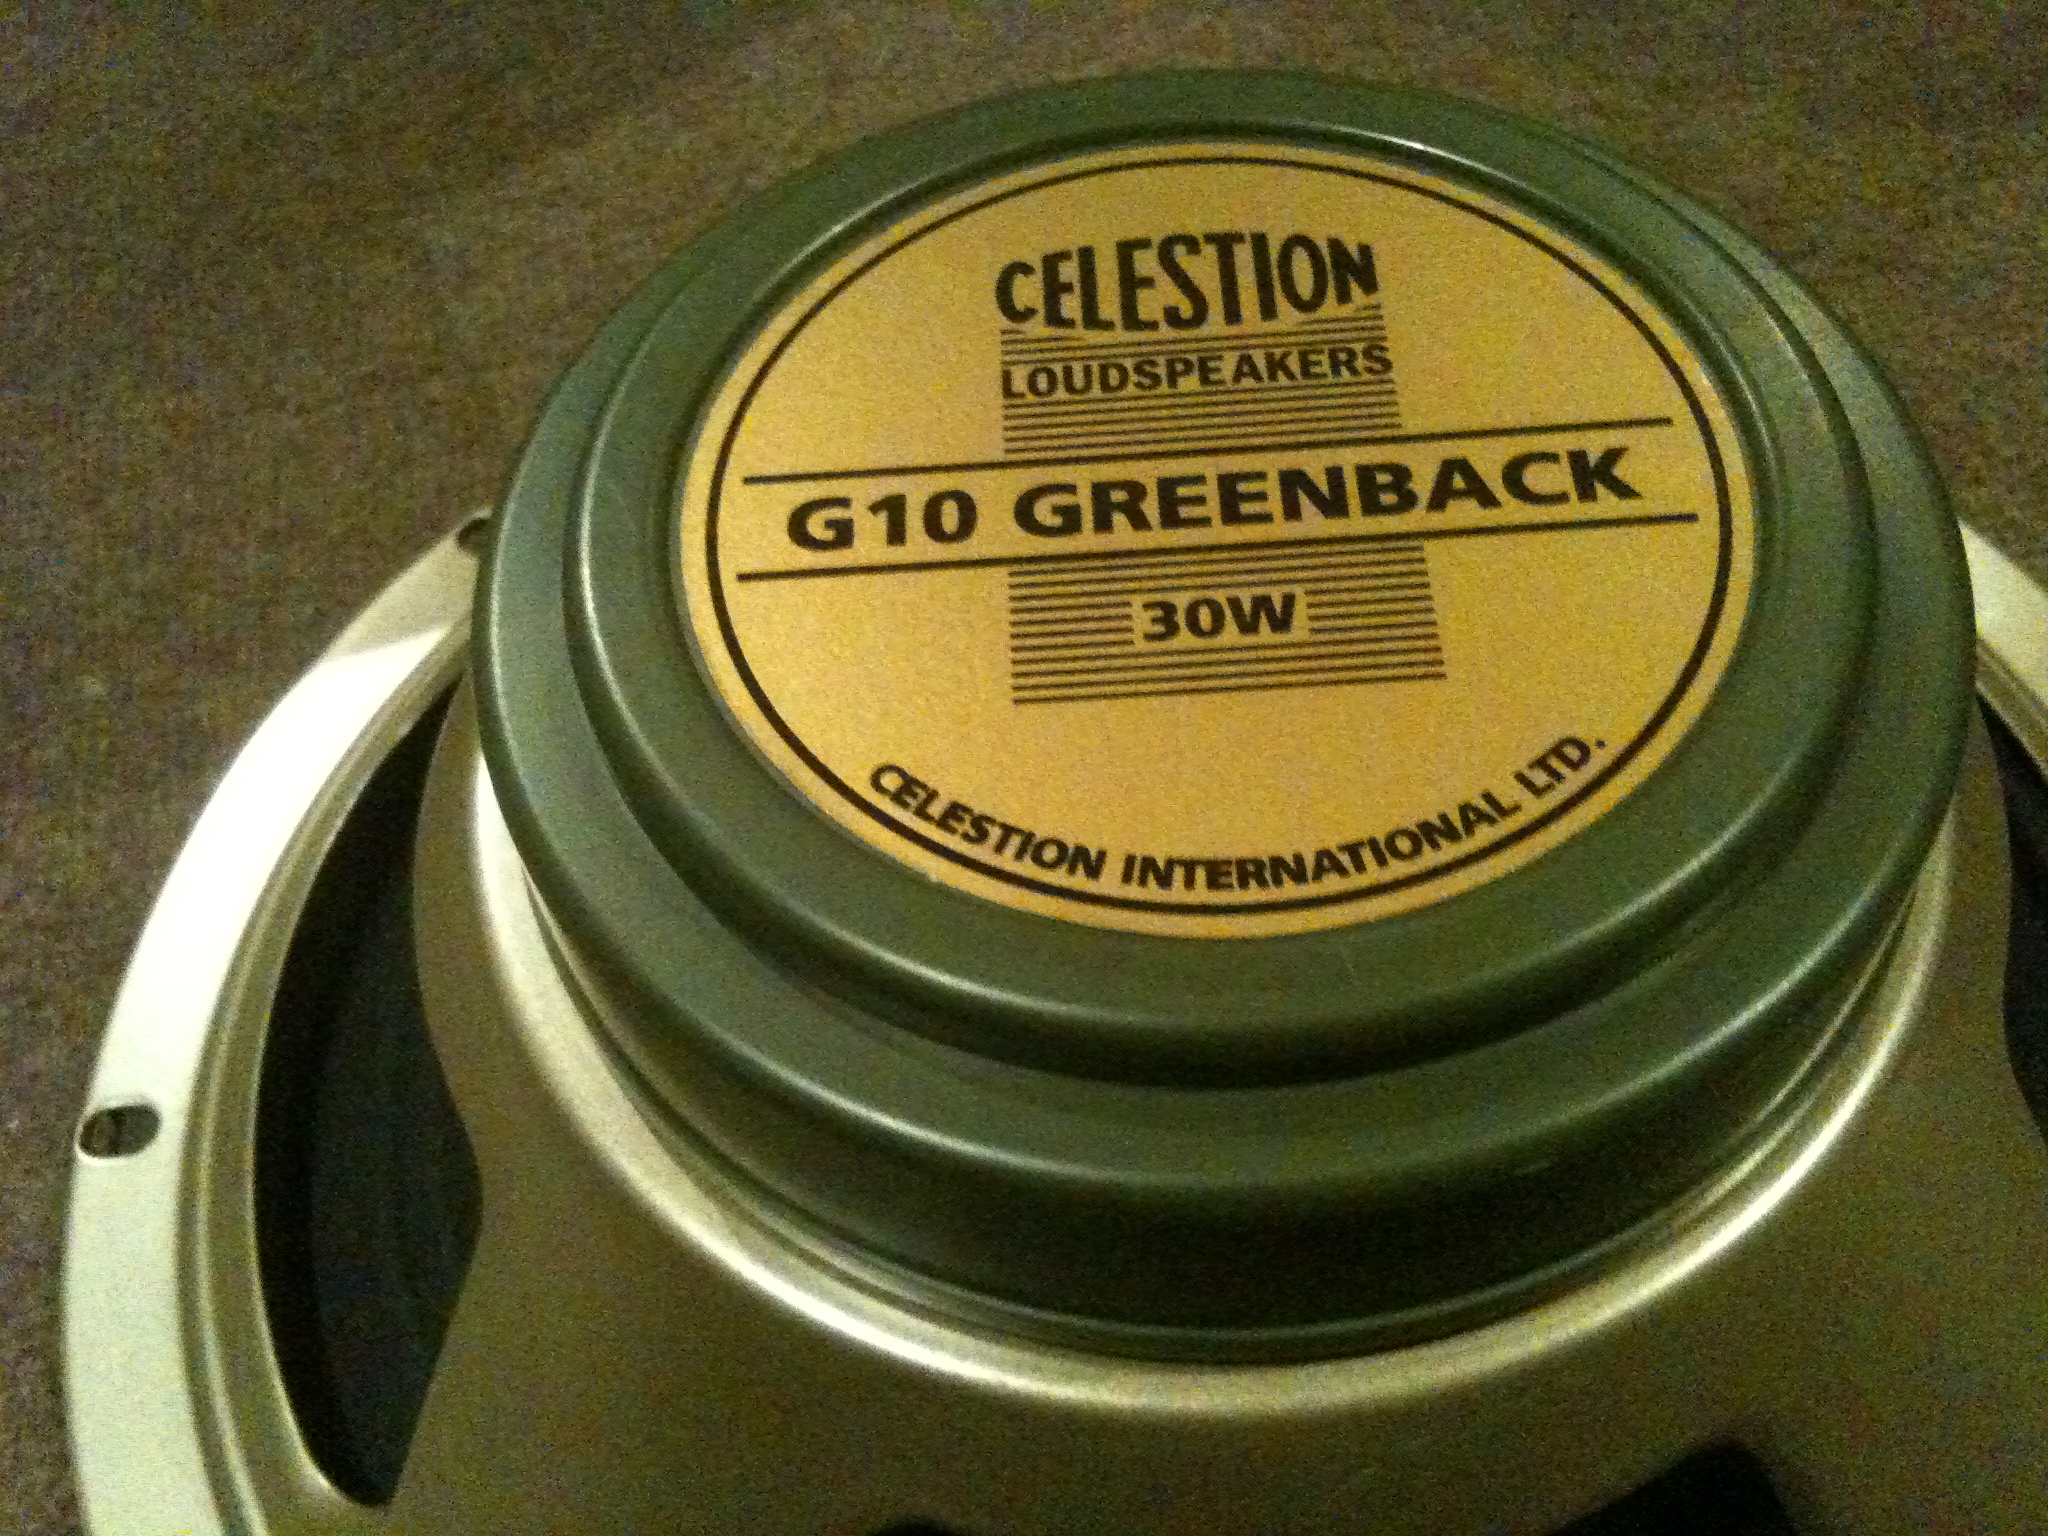 CELESTION
LOUDSPEAKERS
G10 GREENBACK
30W
CELESTION INTERNATIONAL LTD.